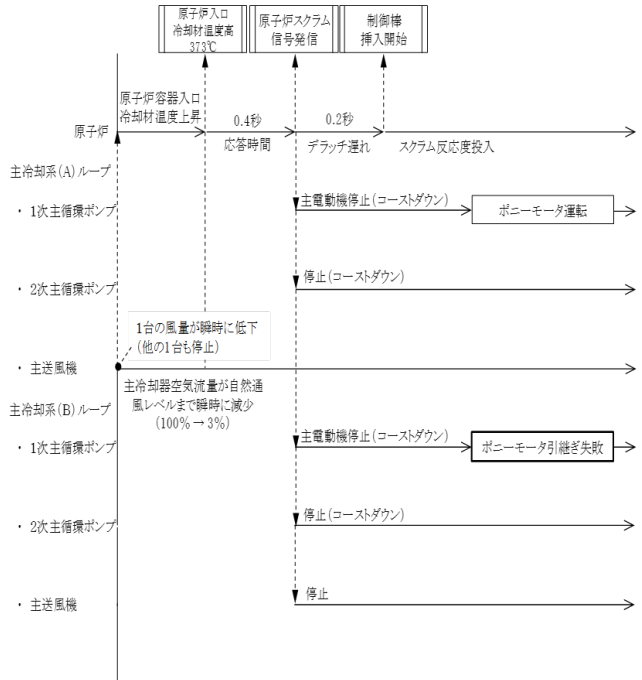 原子炉入口
冷却材温度高
373℃
原子炉スクラム
信号発信
制御棒
挿入開始
原子炉容器入口
冷却材温度上昇
0.4秒
0.2秒
原子炉
応答時間
デラッチ遅れ
スクラム反応度投入
主冷却系(A)ループ
主電動機停止(コーストダウン)
・ 1次主循環ポンプ
ポニーモータ運転
停止(コーストダウン)
・ 2次主循環ポンプ
1台の風量が瞬時に低下
(他の1台も停止)
・ 主送風機
主冷却器空気流量が自然通
風レベルまで瞬時に減少
(100%→3%)
主冷却系(B)ループ
主電動機停止(コーストダウン)
・ 1次主循環ポンプ
ポニーモータ引継ぎ失敗
停止(コーストダウン)
・ 2次主循環ポンプ
停止
・ 主送風機